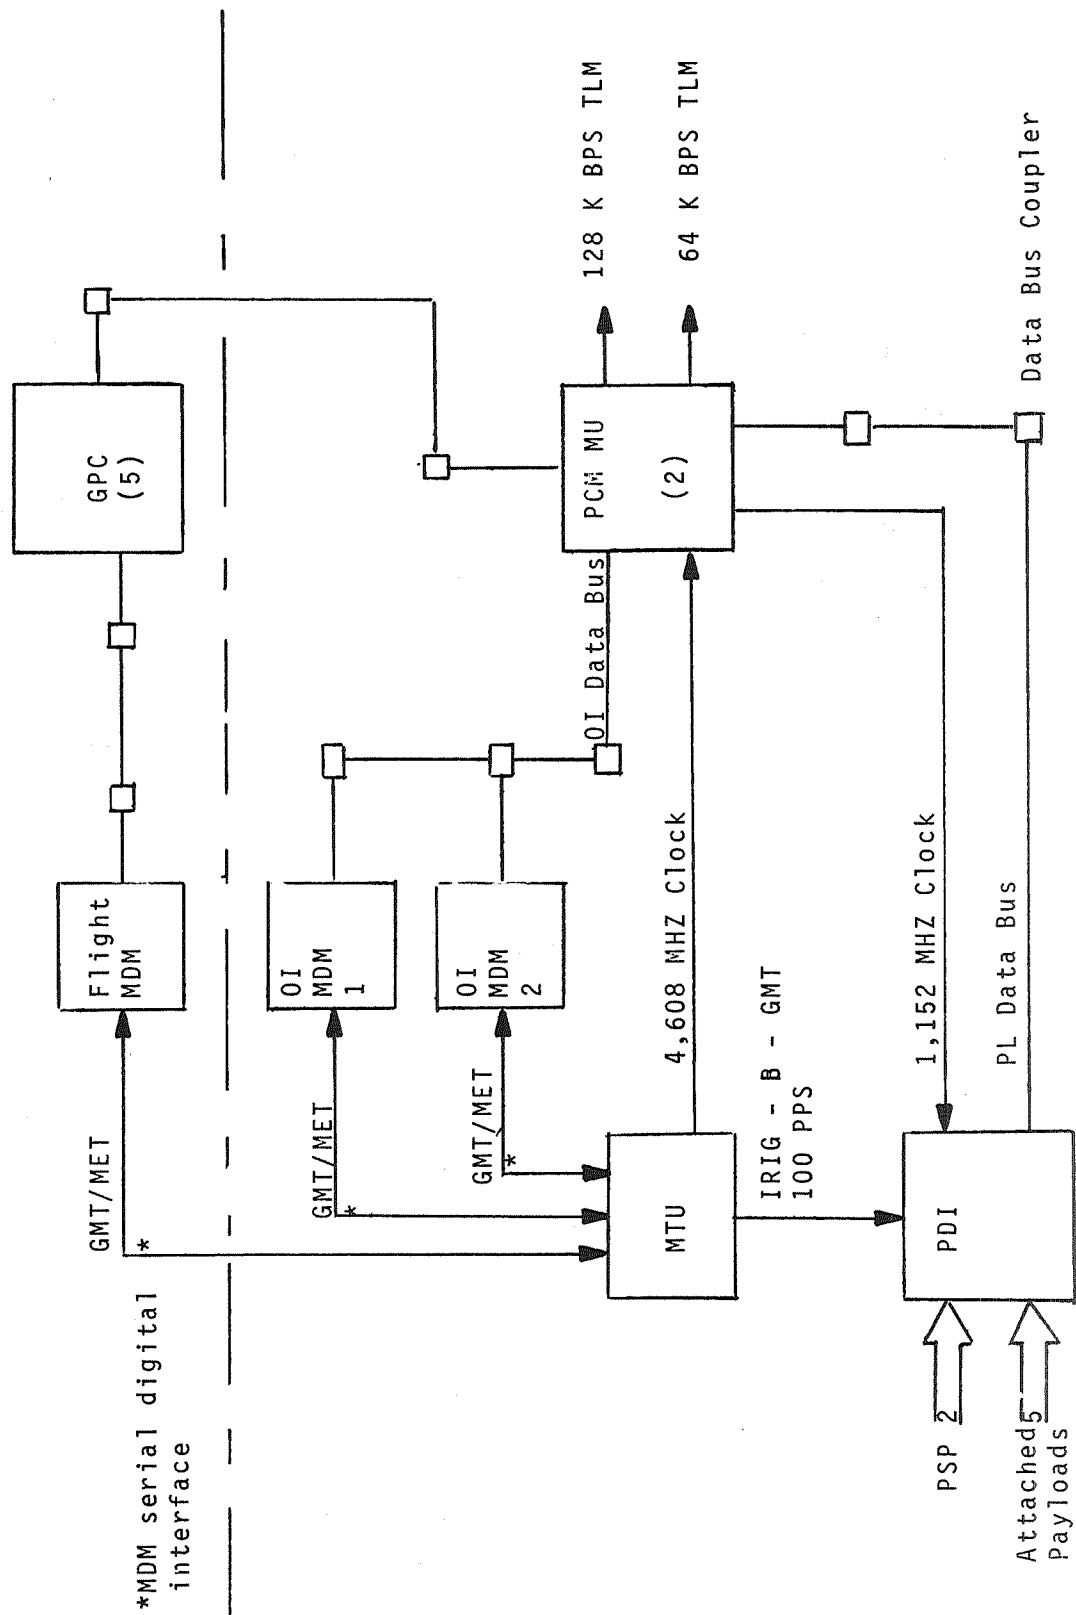 *MDM serial digital
interface
GMT/MET
*
Flight
MDM
GPC
(5)
GMT/MET
*
OI
MDM
1
GMT/MET
*
OI
MDM
2
OI Data Bus
PCM MU
(2)
128 K BPS TLM
64 K BPS TLM
MTU
4,608 MHZ Clock
IRIG - B - GMT
100 PPS
PSP 2
Attached 5
Payloads
PDI
1,152 MHZ Clock
PL Data Bus
Data Bus Coupler